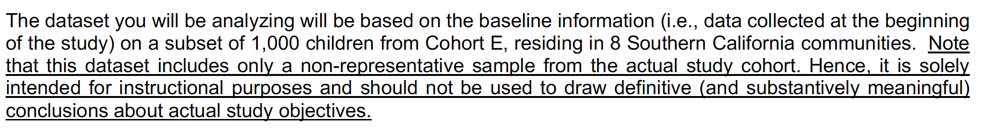 The dataset you will be analyzing will be based on the baseline information (i.e., data collected at the beginning
of the study) on a subset of 1,000 children from Cohort E, residing in 8 Southern California communities. Note
that this dataset includes only a non-representative sample from the actual study cohort. Hence, it is solely
intended for instructional purposes and should not be used to draw definitive (and substantively meaningful)
conclusions about actual study objectives.